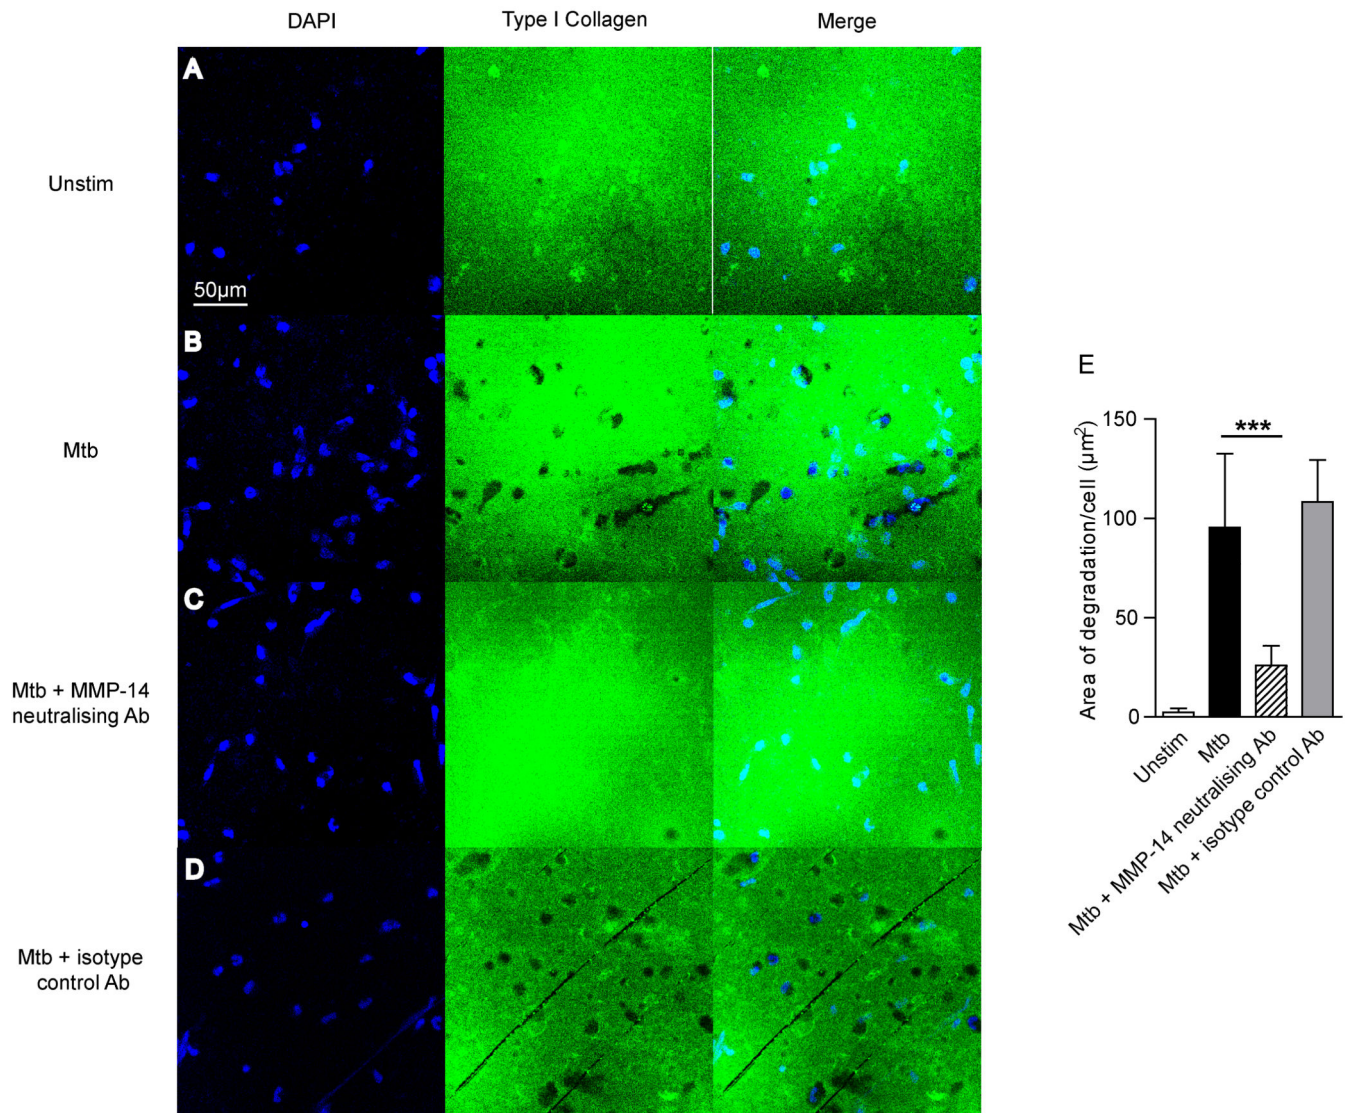 DAPI
Type I Collagen
Merge
A
Unstim
50µm
B
Mtb
C
Mtb + MMP-14
neutralising Ab
D
Mtb + isotype
control Ab
E
Area of degradation/cell (µm²)
150
100
50
0
***
Unstim
Mtb
Mtb + MMP-14 neutralising Ab
Mtb + isotype control Ab